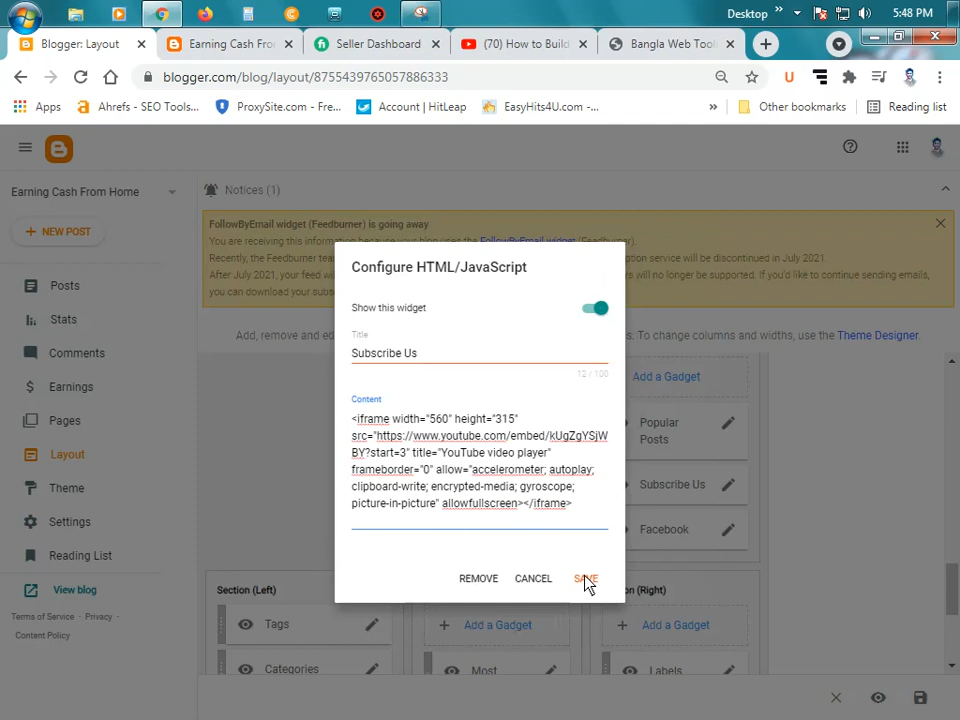 Desktop
5:48 PM
Blogger: Layout
Earning Cash Fro
Seller Dashboard
(70) How to Build
Bangla Web Tool
blogger.com/blog/layout/8755439765057886333
Apps
Ahrefs - SEO Tools...
ProxySite.com - Fre...
Account | HitLeap
EasyHits4U.com -...
Other bookmarks
Reading list
Earning Cash From Home
Notices (1)
NEW POST
FollowByEmail widget (Feedburner) is going away
You are receiving this information because your blog uses the FollowByEmail widget (Feedburner).
Recently, the Feedburner tea
ption service will be discontinued in July 2021.
After July 2021, your feed wi
s will no longer be supported. If you'd like to continue sending emails,
you can download your subs
Configure HTML/JavaScript
Posts
Stats
Comments
Earnings
Pages
Layout
Theme
Settings
Reading List
View blog
Terms of Service · Privacy ·
Content Policy
Show this widget
Add, remove and ed
. To change columns and widths, use the Theme Designer.
Title
Subscribe Us
12 / 100
Content
<iframe width="560" height="315"
src="https://www.youtube.com/embed/kUgZgYSjW
BY?start=3" title="YouTube video player"
frameborder="0" allow="accelerometer; autoplay;
clipboard-write; encrypted-media; gyroscope;
picture-in-picture" allowfullscreen></iframe>
REMOVE
CANCEL
SAVE
Add a Gadget
Popular
Posts
Subscribe Us
Facebook
Section (Left)
on (Right)
Tags
Add a Gadget
Add a Gadget
Categories
Most
Labels